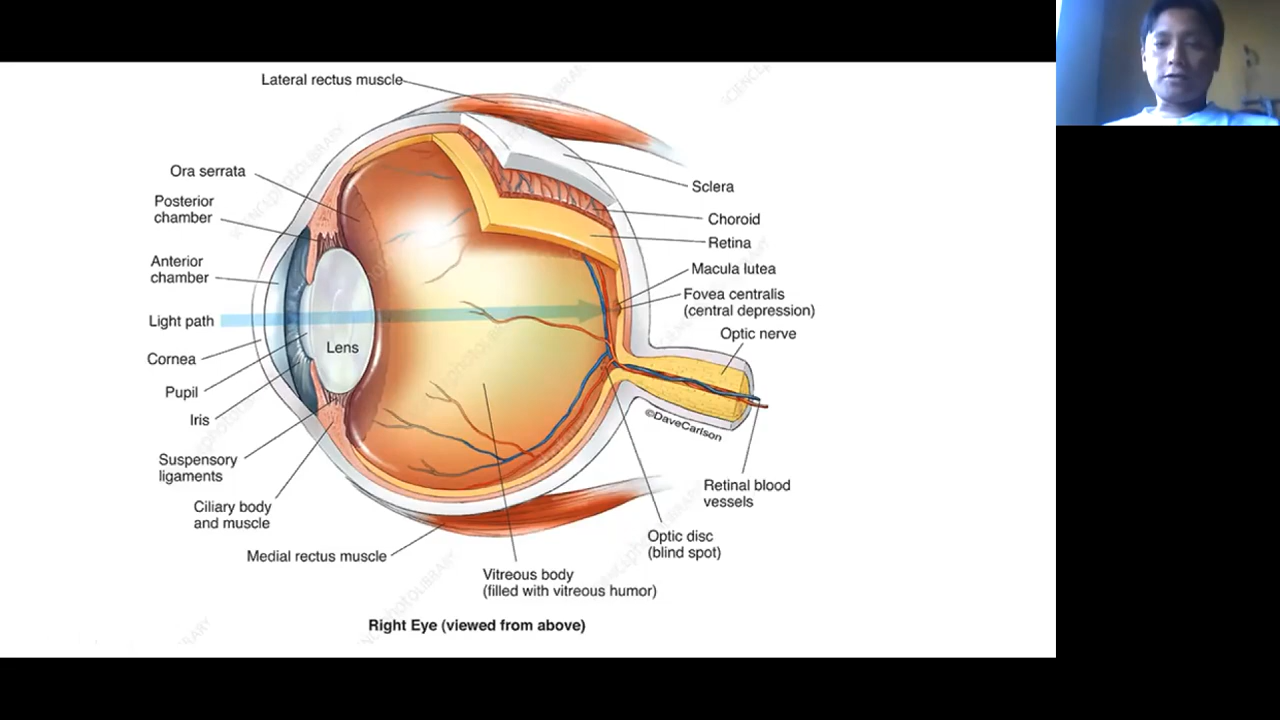 Lateral rectus muscle
Ora serrata
Posterior
chamber
Anterior
chamber
Light path
Cornea
Pupil
Iris
Suspensory
ligaments
Ciliary body
and muscle
Medial rectus muscle
Lens
Sclera
Choroid
Retina
Macula lutea
Fovea centralis
(central depression)
Optic nerve
©DaveCarlson
Retinal blood
vessels
Optic disc
(blind spot)
Vitreous body
(filled with vitreous humor)
Right Eye (viewed from above)